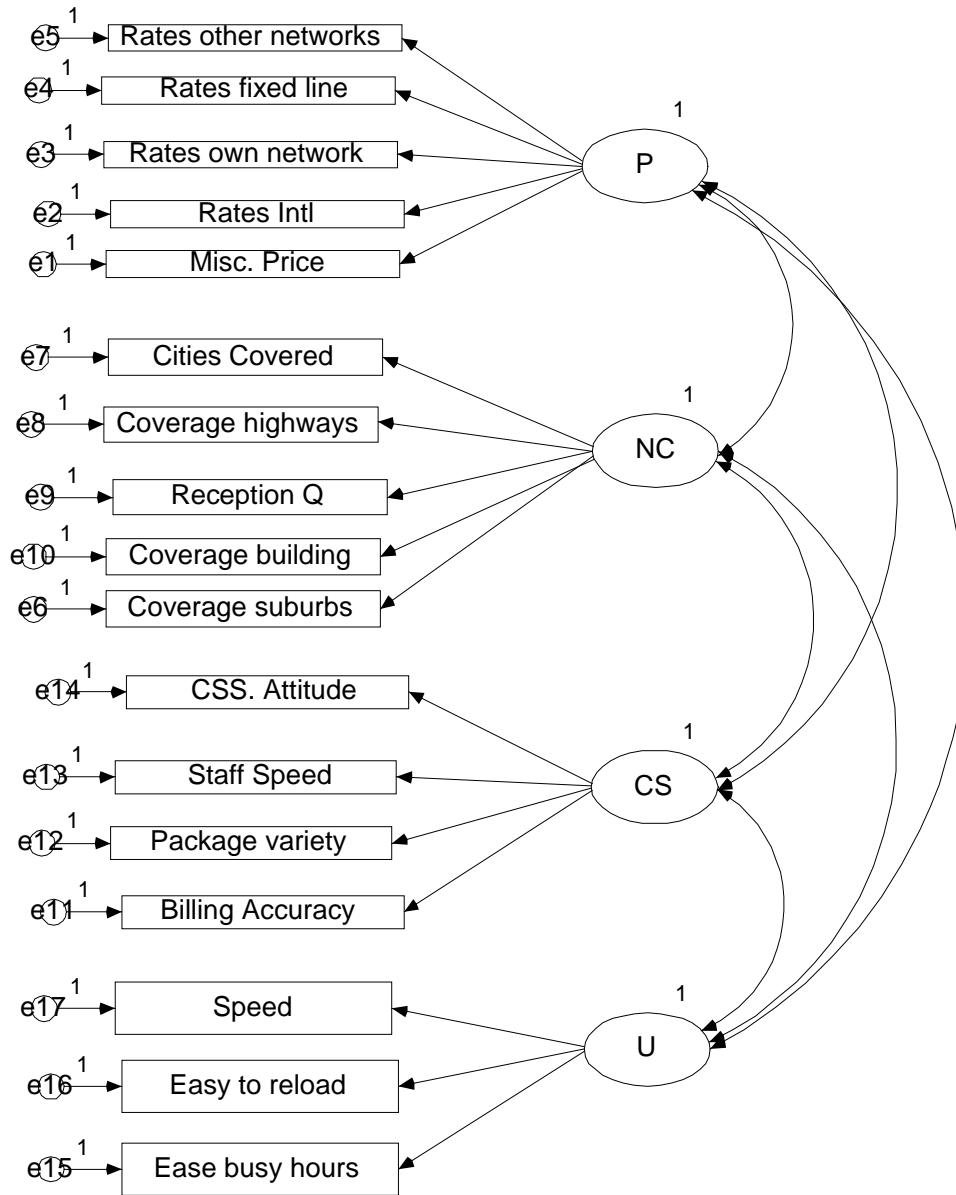 1
e5 Rates other networks
1
e4 Rates fixed line
1
1
e3 Rates own network
P
1
e2 Rates Intl
1
e1 Misc. Price
1
e7 Cities Covered
1
1
e8 Coverage highways
NC
1
e9 Reception Q
1
e10 Coverage building
1
e6 Coverage suburbs
1
e14 CSS. Attitude
1
1
e13 Staff Speed
CS
1
e12 Package variety
1
e11 Billing Accuracy
1
1
e17 Speed
U
1
e16 Easy to reload
1
e15 Ease busy hours